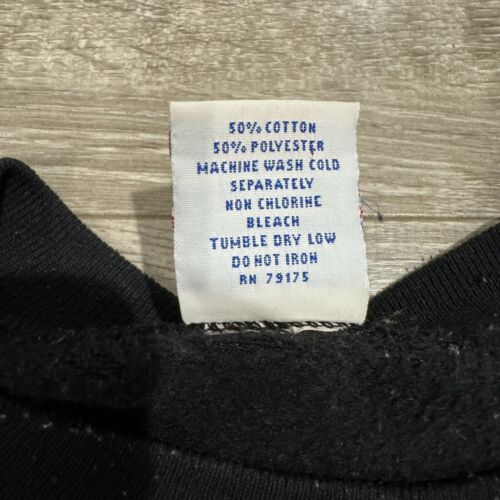 50% COTTON
50% POLYESTER
MACHINE WASH COLD
SEPARATELY
NON CHLORINE
BLEACH
TUMBLE DRY LOW
DO NOT IRON
RN 79175